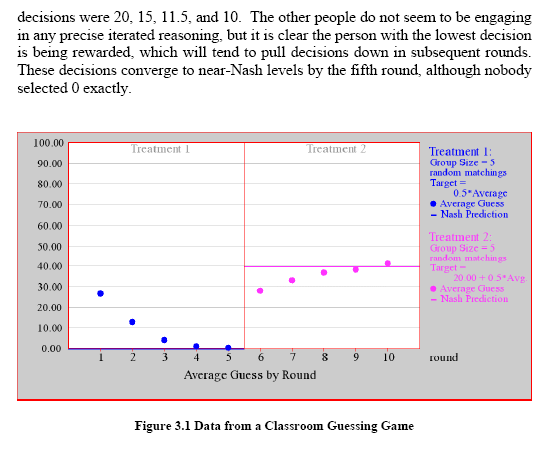 decisions were 20, 15, 11.5, and 10. The other people do not seem to be engaging
in any precise iterated reasoning, but it is clear the person with the lowest decision
is being rewarded, which will tend to pull decisions down in subsequent rounds.
These decisions converge to near-Nash levels by the fifth round, although nobody
selected 0 exactly.
100.00
90.00
80.00
70.00
60.00
50.00
40.00
30.00
20.00
10.00
0.00
Treatment 1
Treatment 2
1 2 3 4 5 6 7 8 9 10 round
Average Guess by Round
Treatment 1:
Group Size = 5
random matchings
Target =
0.5*Average
Average Guess
Nash Prediction
Treatment 2:
Group Size = 5
random matchings
Target =
20.00 + 0.5*Avg
Average Guess
Nash Prediction
Figure 3.1 Data from a Classroom Guessing Game